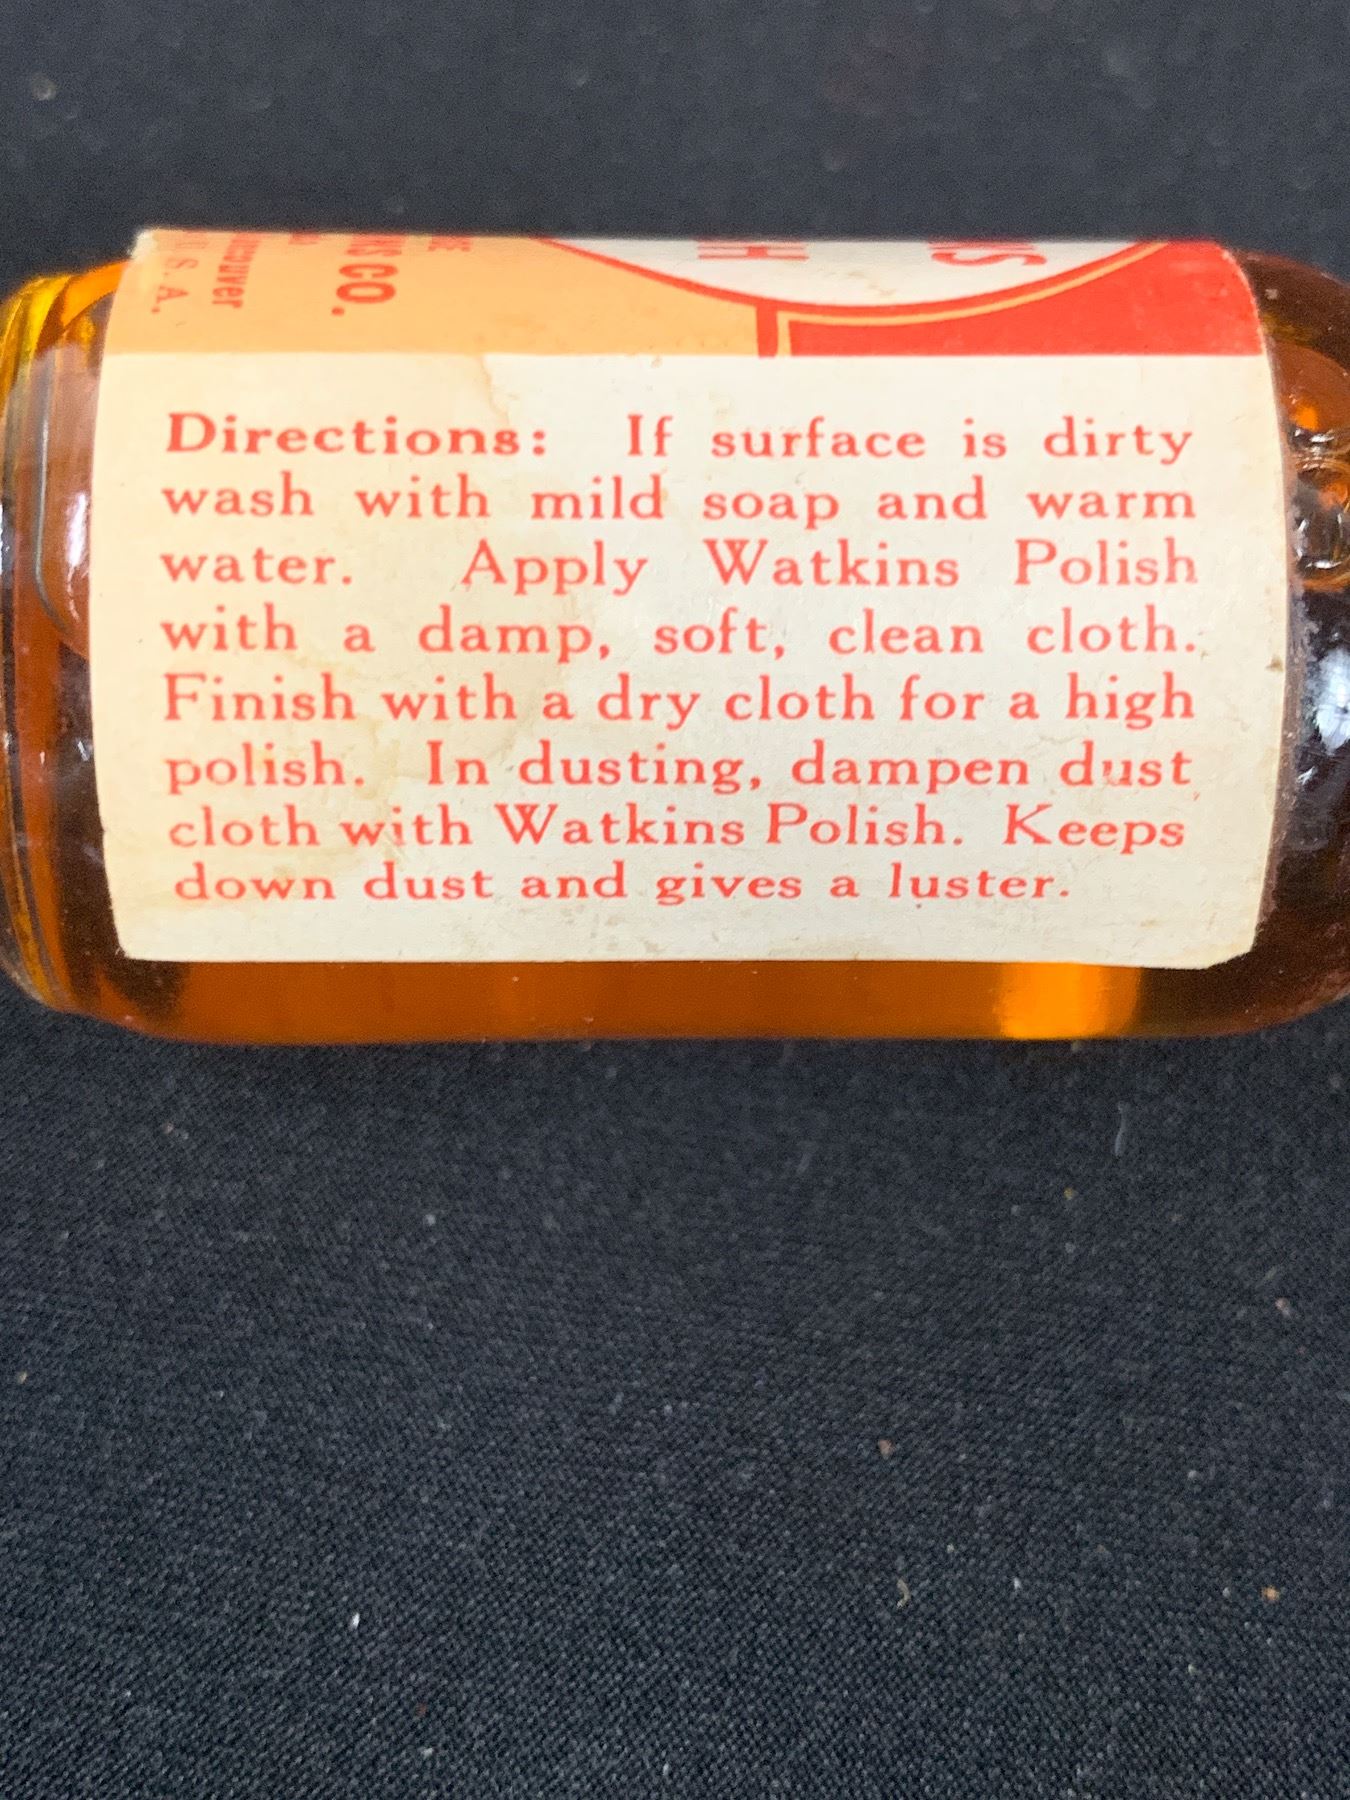 CO.
U.S.A.
Directions: If surface is dirty
wash with mild soap and warm
water. Apply Watkins Polish
with a damp, soft, clean cloth.
Finish with a dry cloth for a high
polish. In dusting, dampen dust
cloth with Watkins Polish. Keeps
down dust and gives a luster.